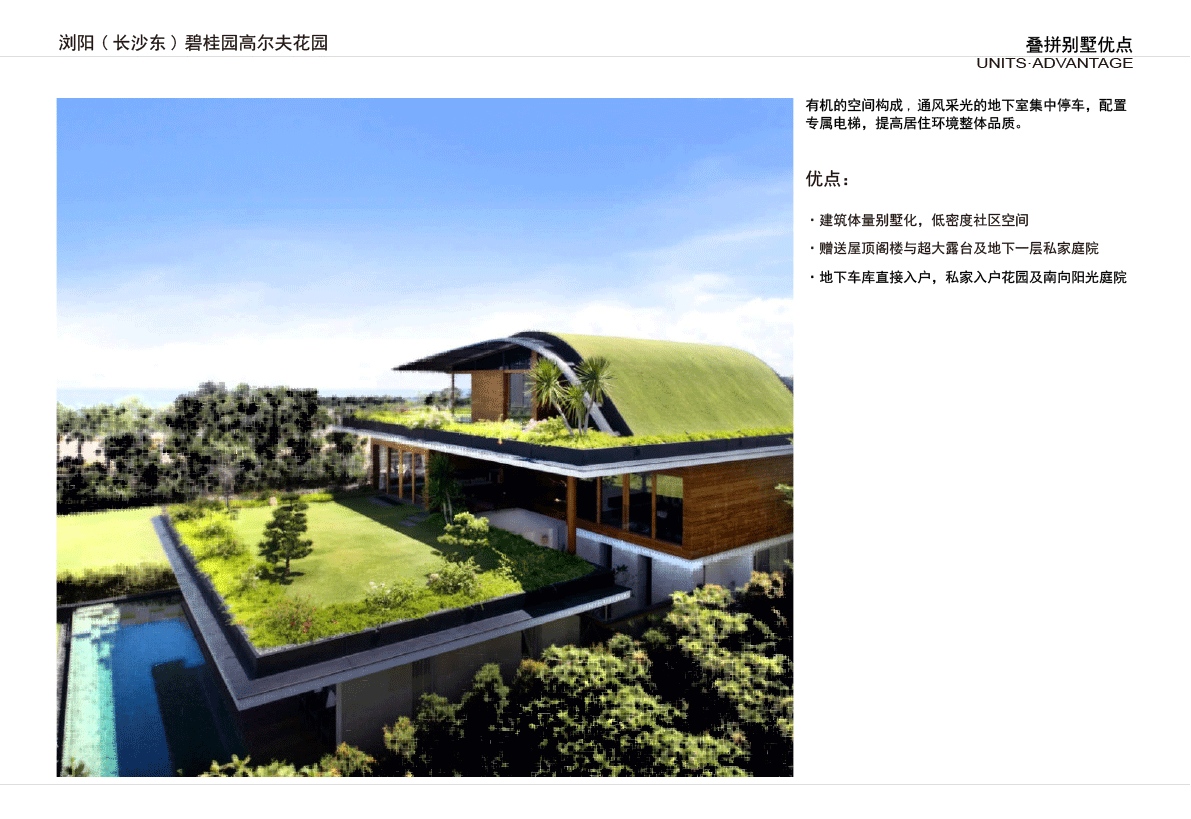 浏阳（长沙东）碧桂园高尔夫花园
叠拼别墅优点
UNITS·ADVANTAGE
有机的空间构成，通风采光的地下室集中停车，配置
专属电梯，提高居住环境整体品质。
优点：
·建筑体量别墅化，低密度社区空间
·赠送屋顶阁楼与超大露台及地下一层私家庭院
·地下车库直接入户，私家入户花园及南向阳光庭院